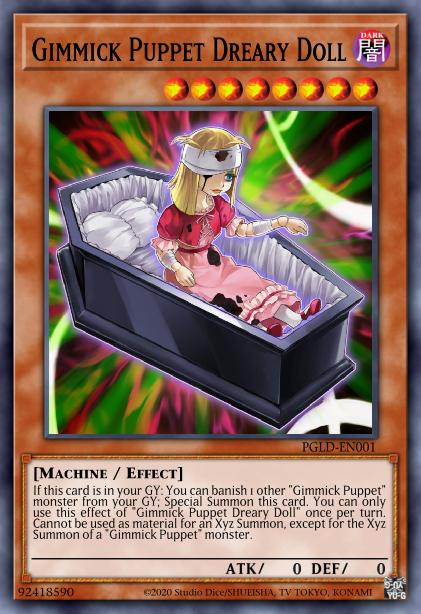 Gimmick Puppet Dreary Doll
DARK
闇
PGLD-EN001
[Machine / Effect]
If this card is in your GY: You can banish 1 other "Gimmick Puppet"
monster from your GY; Special Summon this card. You can only
use this effect of "Gimmick Puppet Dreary Doll" once per turn.
Cannot be used as material for an Xyz Summon, except for the Xyz
Summon of a "Gimmick Puppet" monster.
ATK/ 0 DEF/ 0
92418590
©2020 Studio Dice/SHUEISHA, TV TOKYO, KONAMI